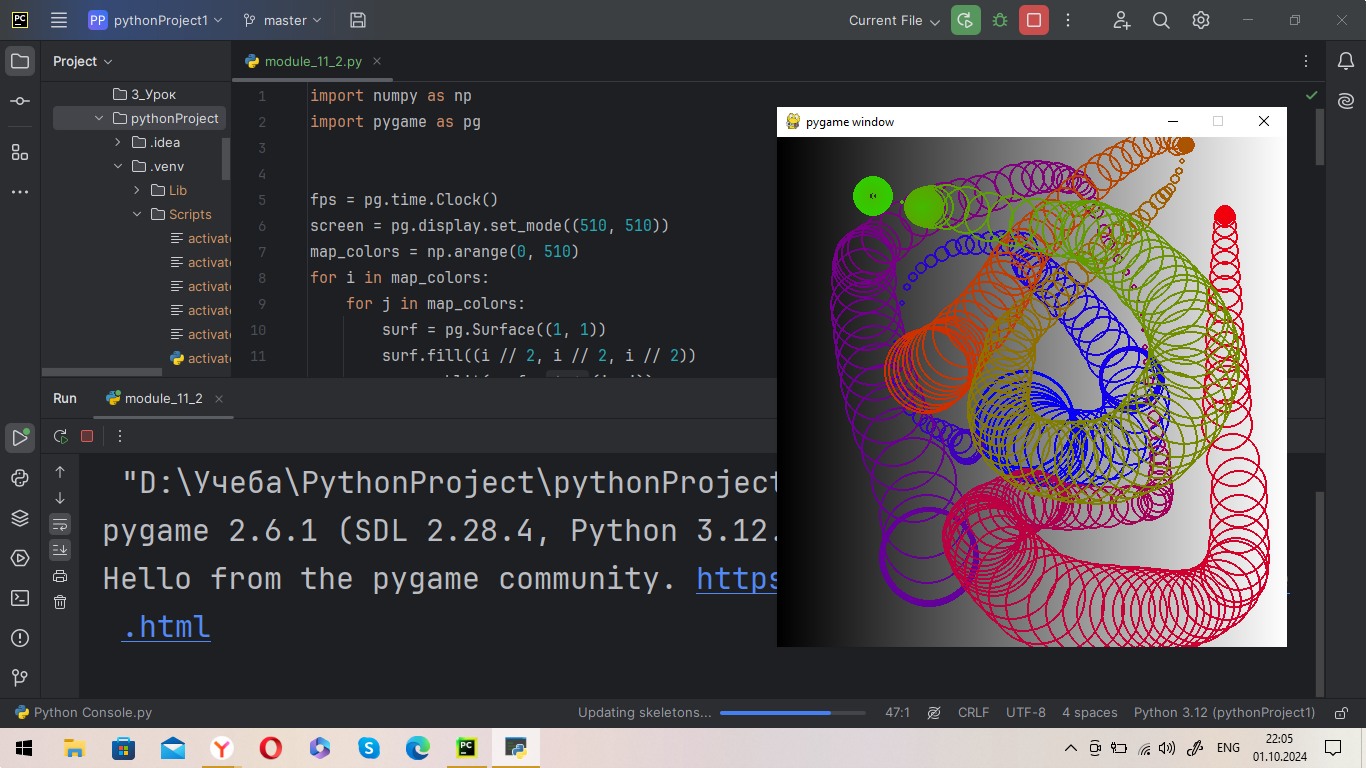 PC
PP pythonProject1
master
Current File
Project
module_11_2.py
3_Урок
pythonProject
.idea
.venv
Lib
Scripts
activate
activate
activate
activate
activate
activate
1 import numpy as np
2 import pygame as pg
3
4
5 fps = pg.time.Clock()
6 screen = pg.display.set_mode((510, 510))
7 map_colors = np.arange(0, 510)
8 for i in map_colors:
9 for j in map_colors:
10 surf = pg.Surface((1, 1))
11 surf.fill((i // 2, i // 2, i // 2))
pygame window
Run
module_11_2
"D:\Учеба\PythonProject\pythonProject
pygame 2.6.1 (SDL 2.28.4, Python 3.12.
Hello from the pygame community. https
.html
Python Console.py
Updating skeletons...
47:1
CRLF
UTF-8
4 spaces
Python 3.12 (pythonProject1)
ENG
22:05
01.10.2024